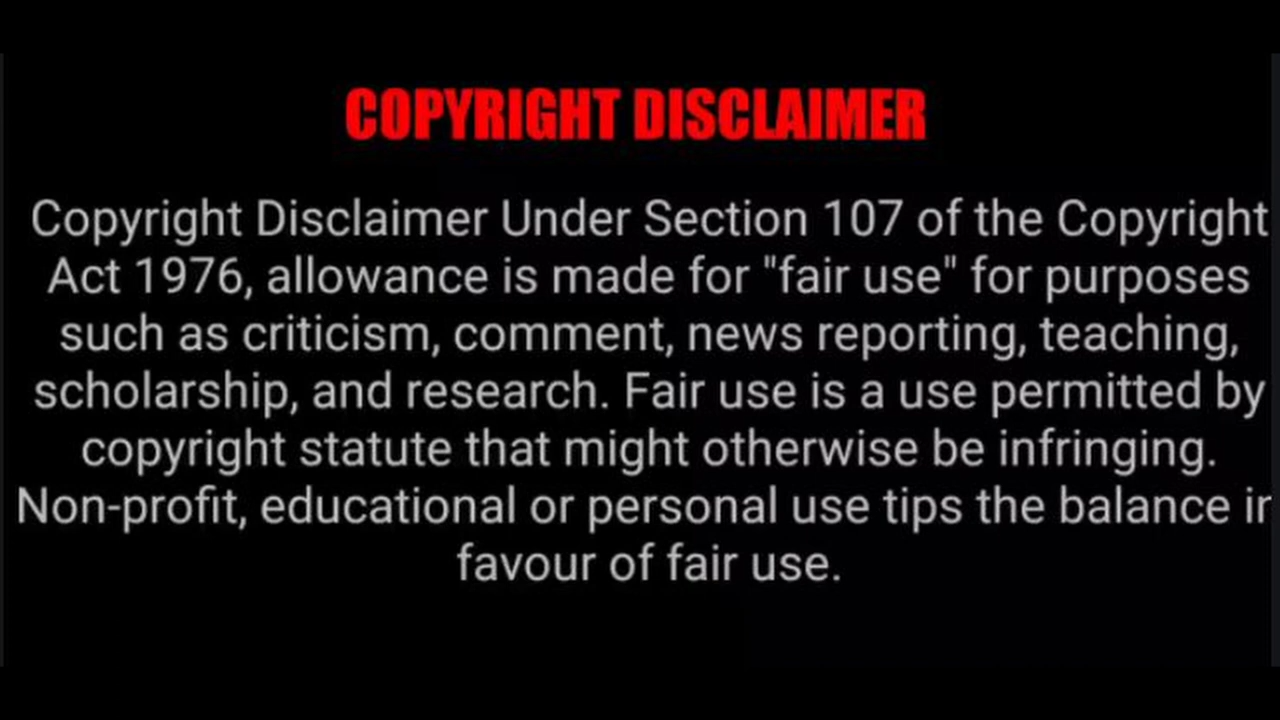 COPYRIGHT DISCLAIMER
Copyright Disclaimer Under Section 107 of the Copyright
Act 1976, allowance is made for "fair use" for purposes
such as criticism, comment, news reporting, teaching,
scholarship, and research. Fair use is a use permitted by
copyright statute that might otherwise be infringing.
Non-profit, educational or personal use tips the balance in
favour of fair use.